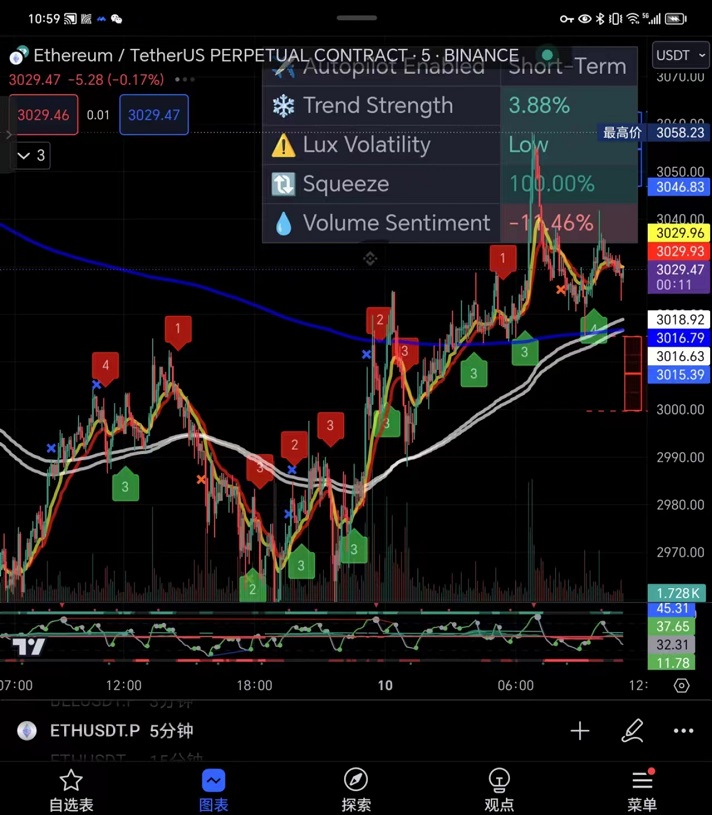 10:59
Ethereum / TetherUS PERPETUAL CONTRACT · 5 · BINANCE
USDT
3029.47 −5.28 (−0.17%)
3029.46 0.01 3029.47
3
Autopilot Enabled Short-Term
Trend Strength 3.88%
Lux Volatility Low
Squeeze 100.00%
Volume Sentiment -11.46%
3070.00
最高价 3058.23
3050.00
3046.83
3040.00
3029.96
3029.93
3029.47
00:11
3018.92
3016.79
3016.63
3015.39
3000.00
2990.00
2980.00
2970.00
1
2
1
3
4
3
4
3
3
3
3
2
3
3
3
3
2
1.728K
45.31
37.65
32.31
11.78
07:00 12:00 18:00 10 06:00 12:
ETHUSDT.P 5分钟
自选表 图表 探索 观点 菜单